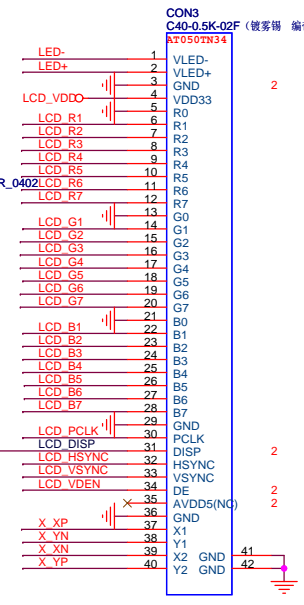 CON3
C40-0.5K-02F（镀雾锡 编
AT050TN34
LED- 1 VLED-
LED+ 2 VLED+
3 GND 2
LCD_VDD 4 VDD33
5 R0
LCD_R1 6 R1
LCD_R2 7 R2
LCD_R3 8 R3
LCD_R4 9 R4
LCD_R5 10 R5
R_0402 LCD_R6 11 R6
LCD_R7 12 R7
13 G0
LCD_G1 14 G1
LCD_G2 15 G2
LCD_G3 16 G3
LCD_G4 17 G4
LCD_G5 18 G5
LCD_G6 19 G6
LCD_G7 20 G7
21 B0
LCD_B1 22 B1
LCD_B2 23 B2
LCD_B3 24 B3
LCD_B4 25 B4
LCD_B5 26 B5
LCD_B6 27 B6
LCD_B7 28 B7
29 GND
LCD_PCLK 30 PCLK
LCD_DISP 31 DISP 2
LCD_HSYNC 32 HSYNC
LCD_VSYNC 33 VSYNC
LCD_VDEN 34 DE 2
35 AVDD5(NC) 2
36 GND
X_XP 37 X1
X_YN 38 Y1
X_XN 39 X2 GND 41
X_YP 40 Y2 GND 42